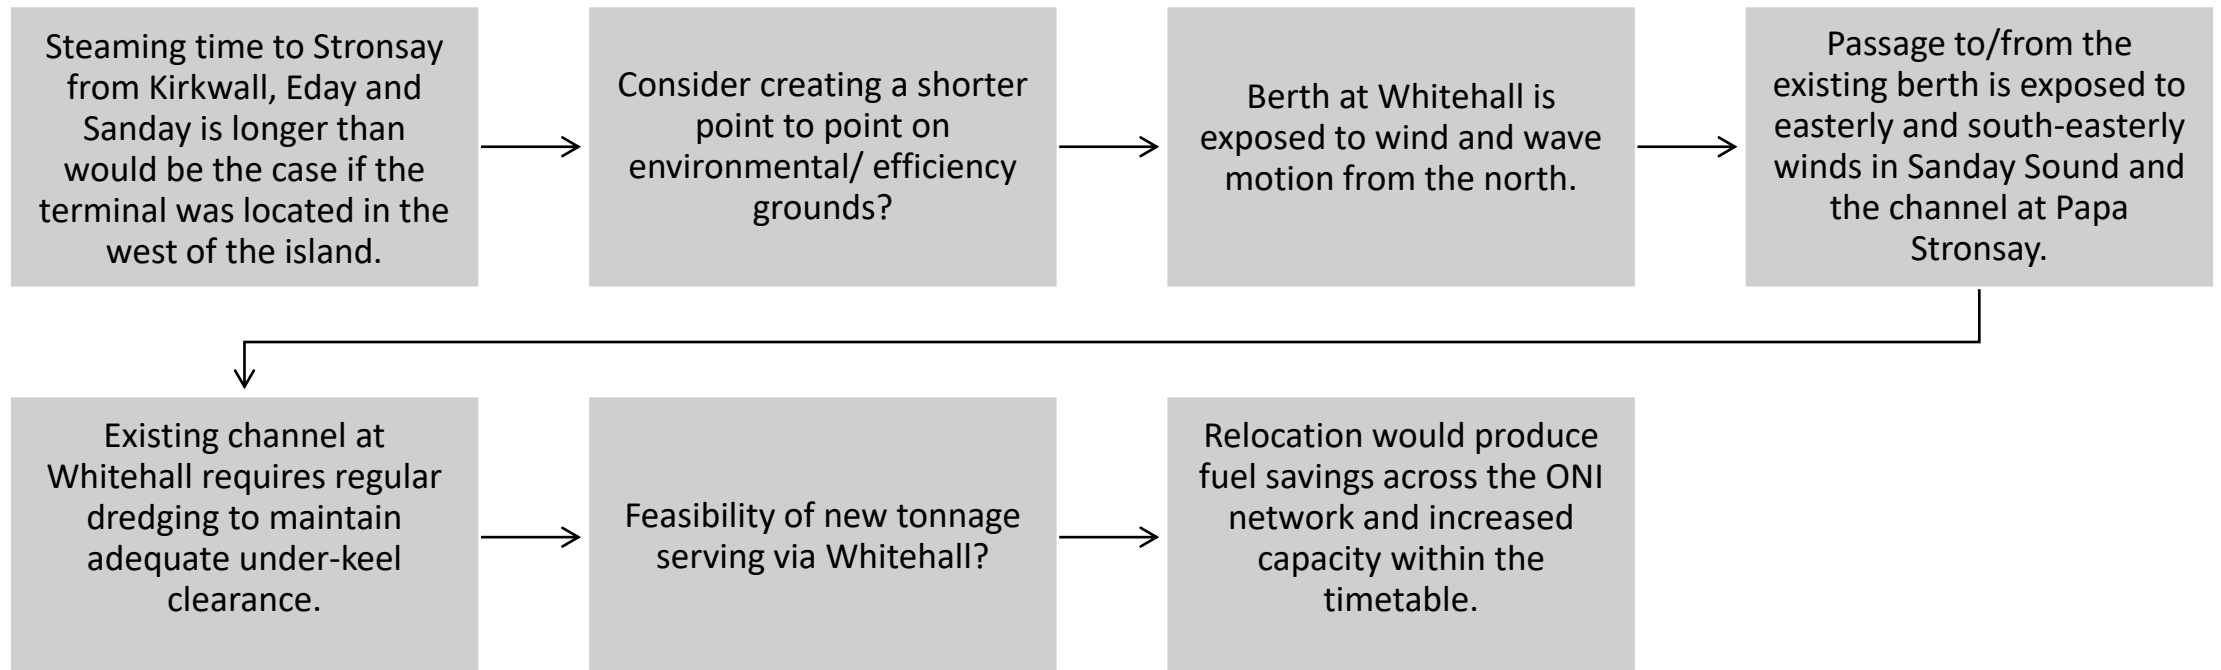 Steaming time to Stronsay
from Kirkwall, Eday and
Sanday is longer than
would be the case if the
terminal was located in the
west of the island.
Consider creating a shorter
point to point on
environmental/ efficiency
grounds?
Berth at Whitehall is
exposed to wind and wave
motion from the north.
Passage to/from the
existing berth is exposed to
easterly and south-easterly
winds in Sanday Sound and
the channel at Papa
Stronsay.
Existing channel at
Whitehall requires regular
dredging to maintain
adequate under-keel
clearance.
Feasibility of new tonnage
serving via Whitehall?
Relocation would produce
fuel savings across the ONI
network and increased
capacity within the
timetable.